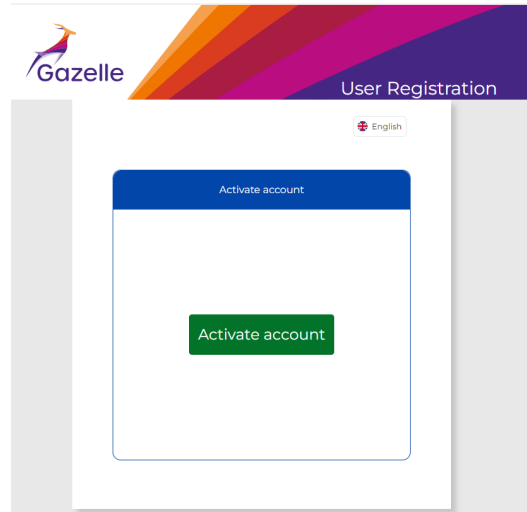 Gazelle
User Registration
English
Activate account
Activate account